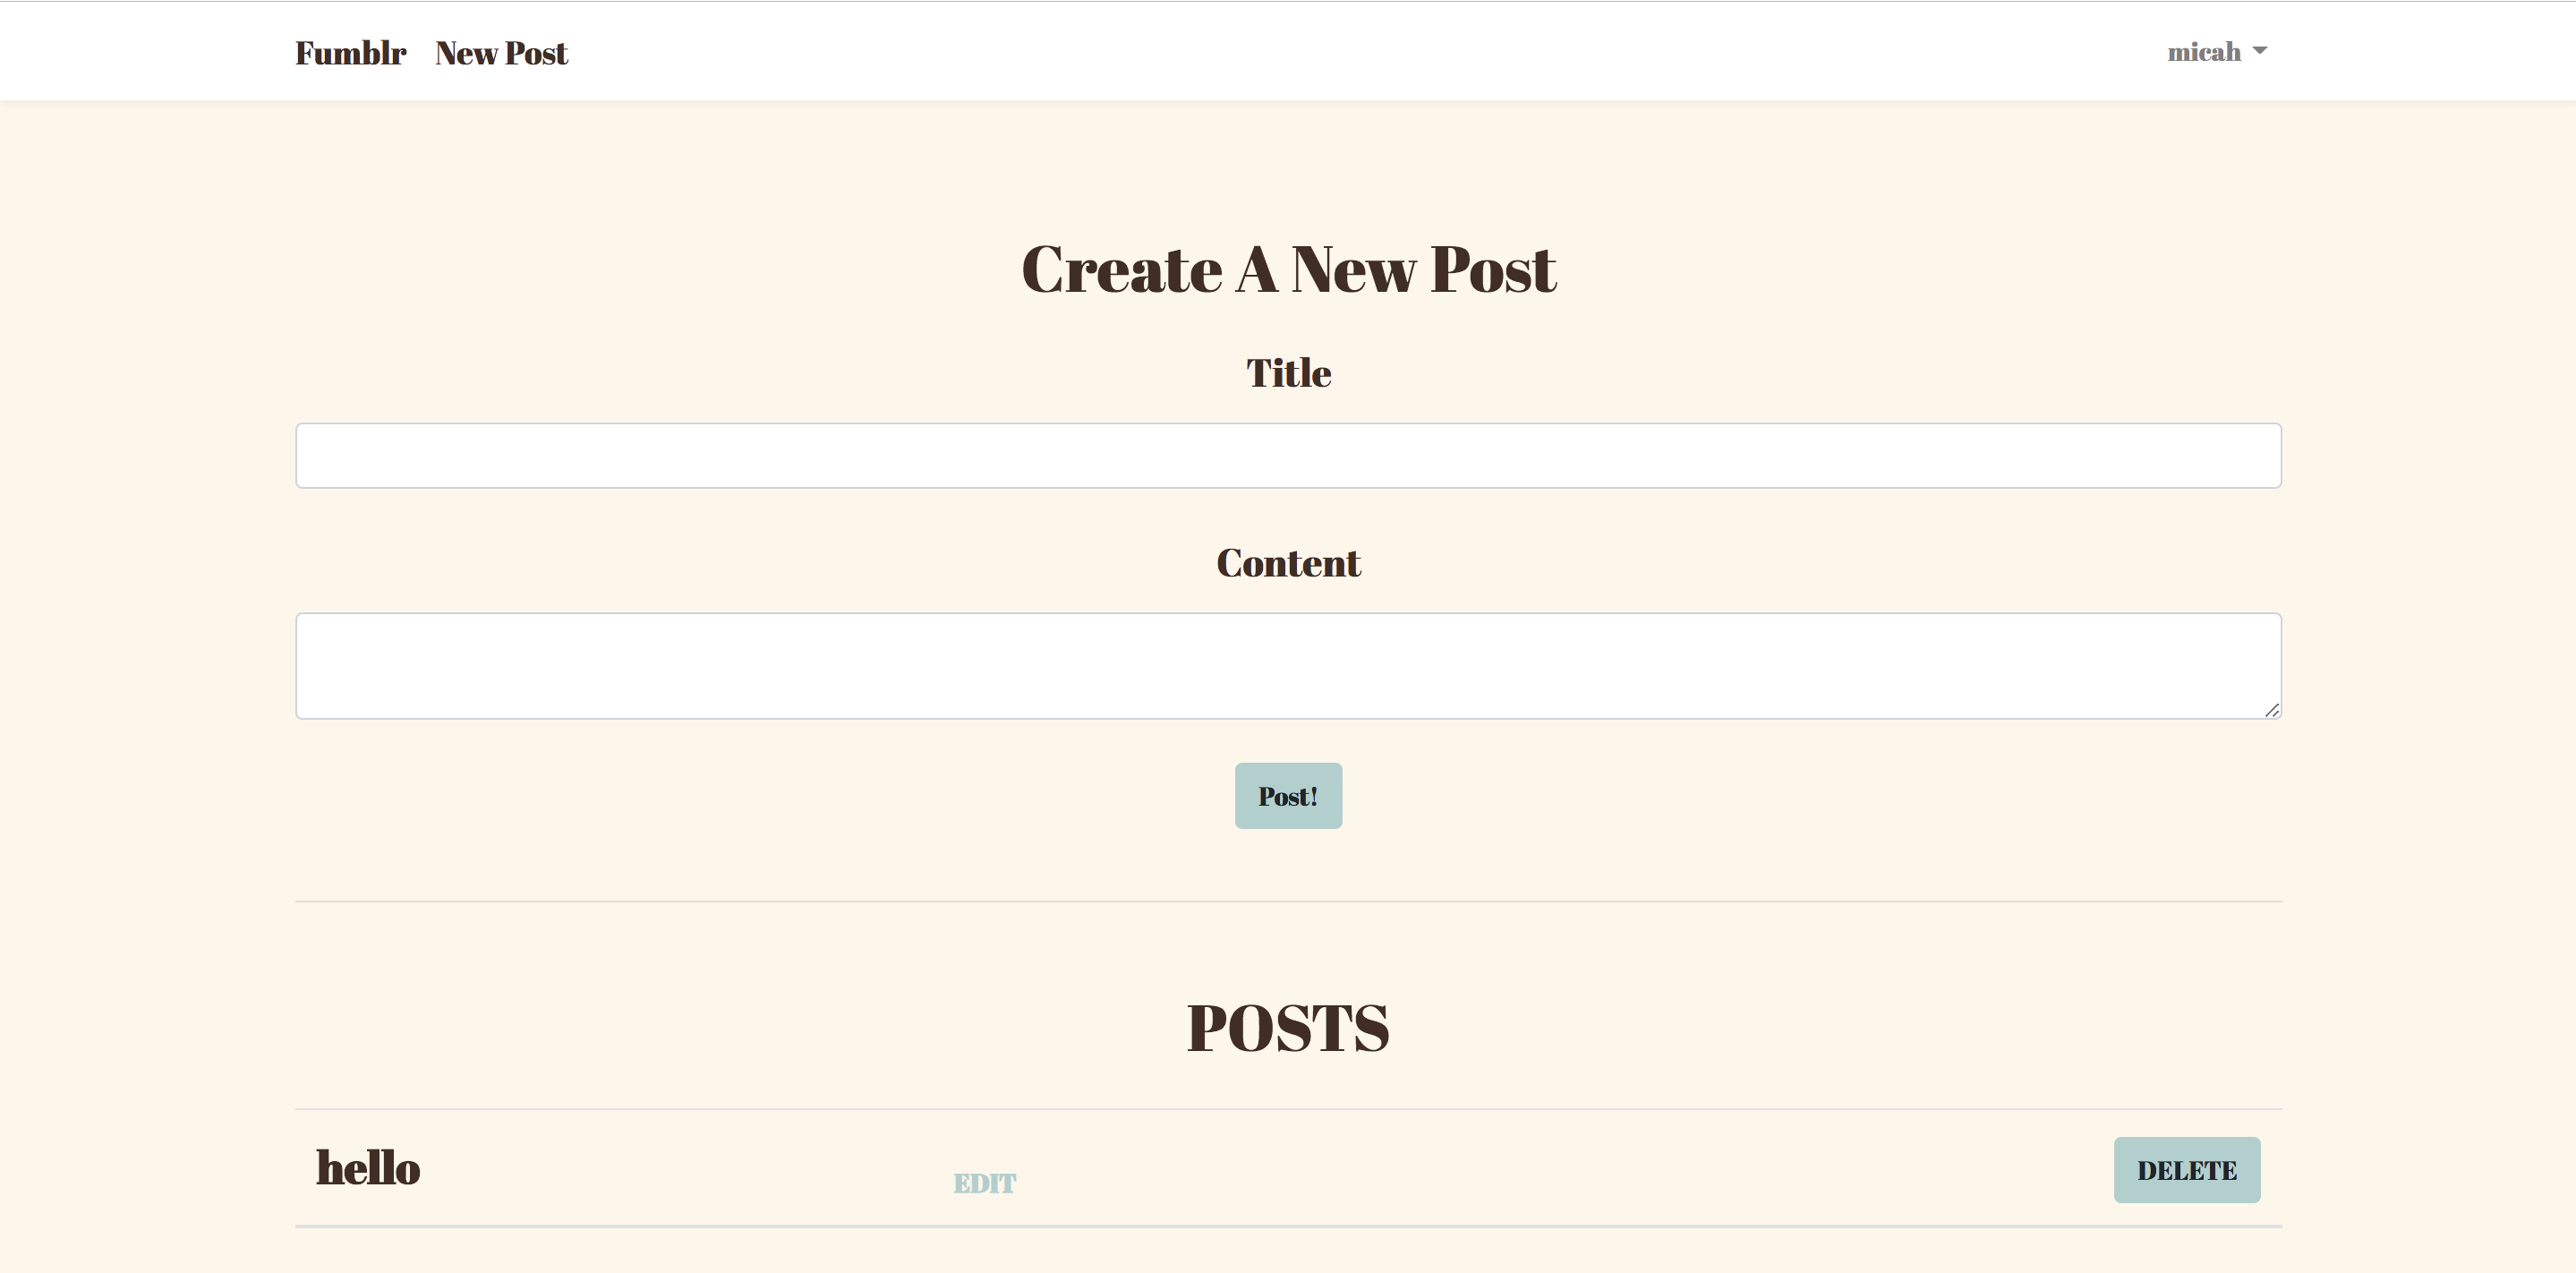 Fumblr New Post micah
Create A New Post
Title
Content
Post!
POSTS
hello EDIT DELETE